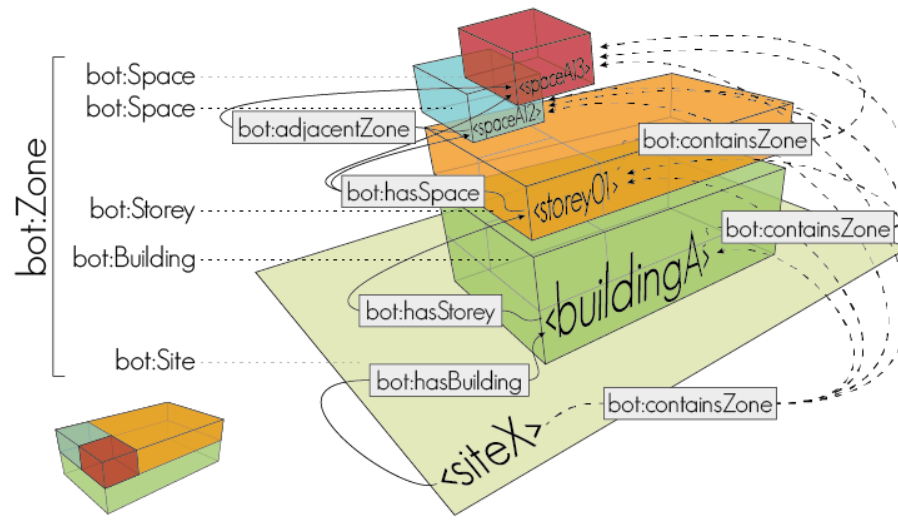 bot:Zone
bot:Space
bot:Space
bot:Storey
bot:Building
bot:Site
<spaceA13>
<spaceA12>
bot:adjacentZone
bot:containsZone
bot:hasSpace
<storey01>
bot:containsZone
<buildingA>
bot:hasStorey
bot:hasBuilding
bot:containsZone
<siteX>